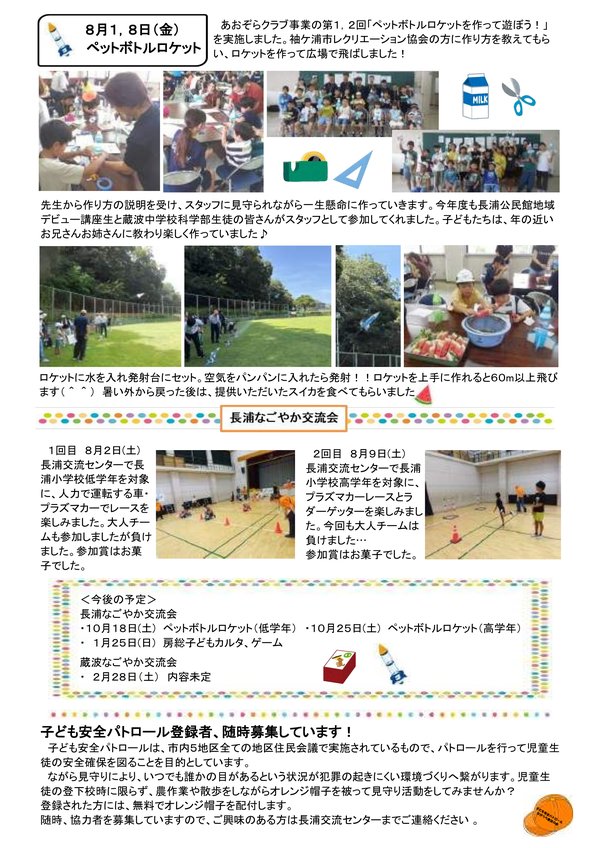 8月1,8日(金)
ペットボトルロケット
あおぞらクラブ事業の第1,2回「ペットボトルロケットを作って遊ぼう!」
を実施しました。袖ケ浦市レクリエーション協会の方に作り方を教えてもら
い、ロケットを作って広場で飛ばしました!
MILK
先生から作り方の説明を受け、スタッフに見守られながら一生懸命に作っていきます。今年度も長浦公民館地域
デビュー講座生と蔵波中学校科学部生徒の皆さんがスタッフとして参加してくれました。子どもたちは、年の近い
お兄さんお姉さんに教わり楽しく作っていました♪
ロケットに水を入れ発射台にセット。空気をパンパンに入れたら発射!!ロケットを上手に作れると60m以上飛び
ます(^^) 暑い外から戻った後は、提供いただいたスイカを食べてもらいました
長浦なごやか交流会
1回目 8月2日(土)
長浦交流センターで長
浦小学校低学年を対象
に、人力で運転する車・
プラズマカーでレースを
楽しみました。大人チー
ムも参加しましたが負け
ました。参加賞はお菓
子でした。
2回目 8月9日(土)
長浦交流センターで長浦
小学校高学年を対象に、
プラズマカーレースとラ
ダーゲッターを楽しみまし
た。今回も大人チームは
負けました…
参加賞はお菓子でした。
<今後の予定>
長浦なごやか交流会
・10月18日(土) ペットボトルロケット(低学年) ・10月25日(土) ペットボトルロケット(高学年)
・ 1月25日(日) 房総子どもカルタ、ゲーム
蔵波なごやか交流会
・ 2月28日(土) 内容未定
子ども安全パトロール登録者、随時募集しています!
子ども安全パトロールは、市内5地区全ての地区住民会議で実施されているもので、パトロールを行って児童生
徒の安全確保を図ることを目的としています。
ながら見守りにより、いつでも誰かの目があるという状況が犯罪の起きにくい環境づくりへ繋がります。児童生
徒の登下校時に限らず、農作業や散歩をしながらオレンジ帽子を被って見守り活動をしてみませんか?
登録された方には、無料でオレンジ帽子を配付します。
随時、協力者を募集していますので、ご興味のある方は長浦交流センターまでご連絡ください。